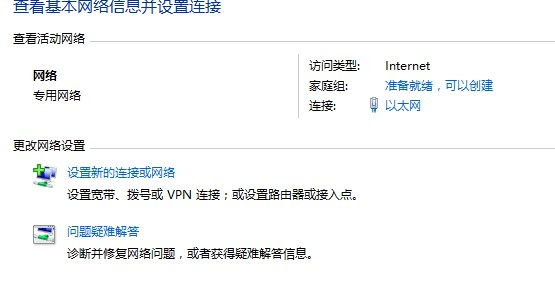 查看基本网络信息并设置连接
查看活动网络
网络
专用网络
访问类型: Internet
家庭组: 准备就绪，可以创建
连接: 以太网
更改网络设置
设置新的连接或网络
设置宽带、拨号或 VPN 连接；或设置路由器或接入点。
问题疑难解答
诊断并修复网络问题，或者获得疑难解答信息。